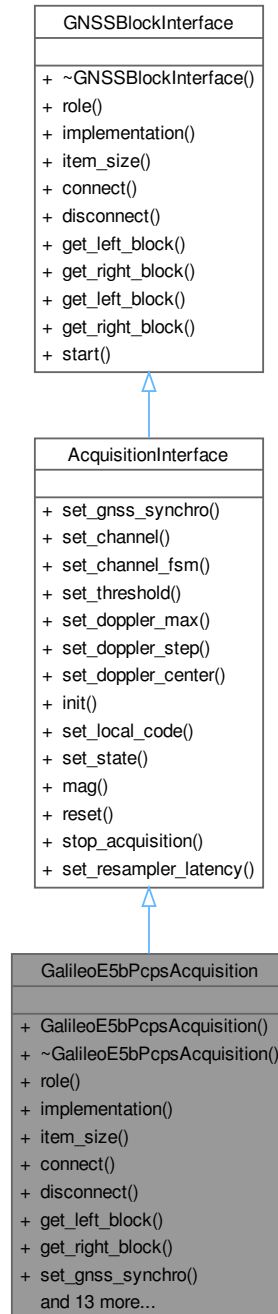 GNSSBlockInterface
+ ~GNSSBlockInterface()
+ role()
+ implementation()
+ item_size()
+ connect()
+ disconnect()
+ get_left_block()
+ get_right_block()
+ get_left_block()
+ get_right_block()
+ start()
AcquisitionInterface
+ set_gnss_synchro()
+ set_channel()
+ set_channel_fsm()
+ set_threshold()
+ set_doppler_max()
+ set_doppler_step()
+ set_doppler_center()
+ init()
+ set_local_code()
+ set_state()
+ mag()
+ reset()
+ stop_acquisition()
+ set_resampler_latency()
GalileoE5bPcpsAcquisition
+ GalileoE5bPcpsAcquisition()
+ ~GalileoE5bPcpsAcquisition()
+ role()
+ implementation()
+ item_size()
+ connect()
+ disconnect()
+ get_left_block()
+ get_right_block()
+ set_gnss_synchro()
and 13 more...